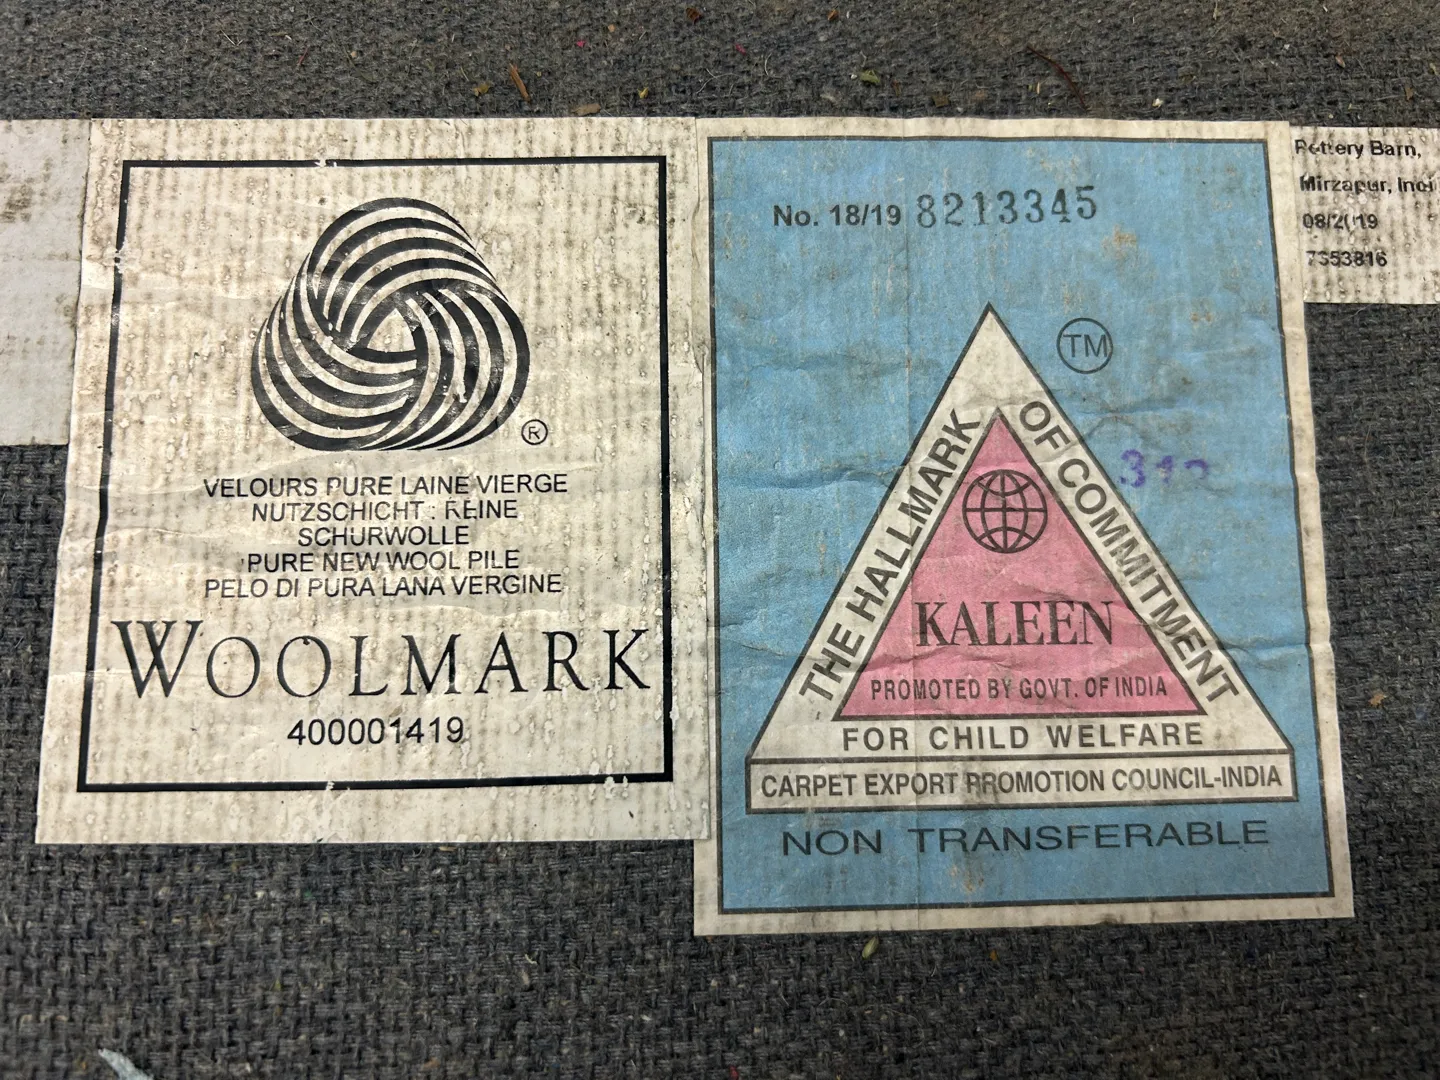 ®
VELOURS PURE LAINE VIERGE
NUTZSCHICHT : REINE
SCHURWOLLE
PURE NEW WOOL PILE
PELO DI PURA LANA VERGINE
WOOLMARK
400001419
No. 18/19 8213345
TM
THE HALLMARK OF COMMITMENT
KALEEN
PROMOTED BY GOVT. OF INDIA
FOR CHILD WELFARE
CARPET EXPORT PROMOTION COUNCIL-INDIA
NON TRANSFERABLE
Pottery Barn,
Mirzapur,